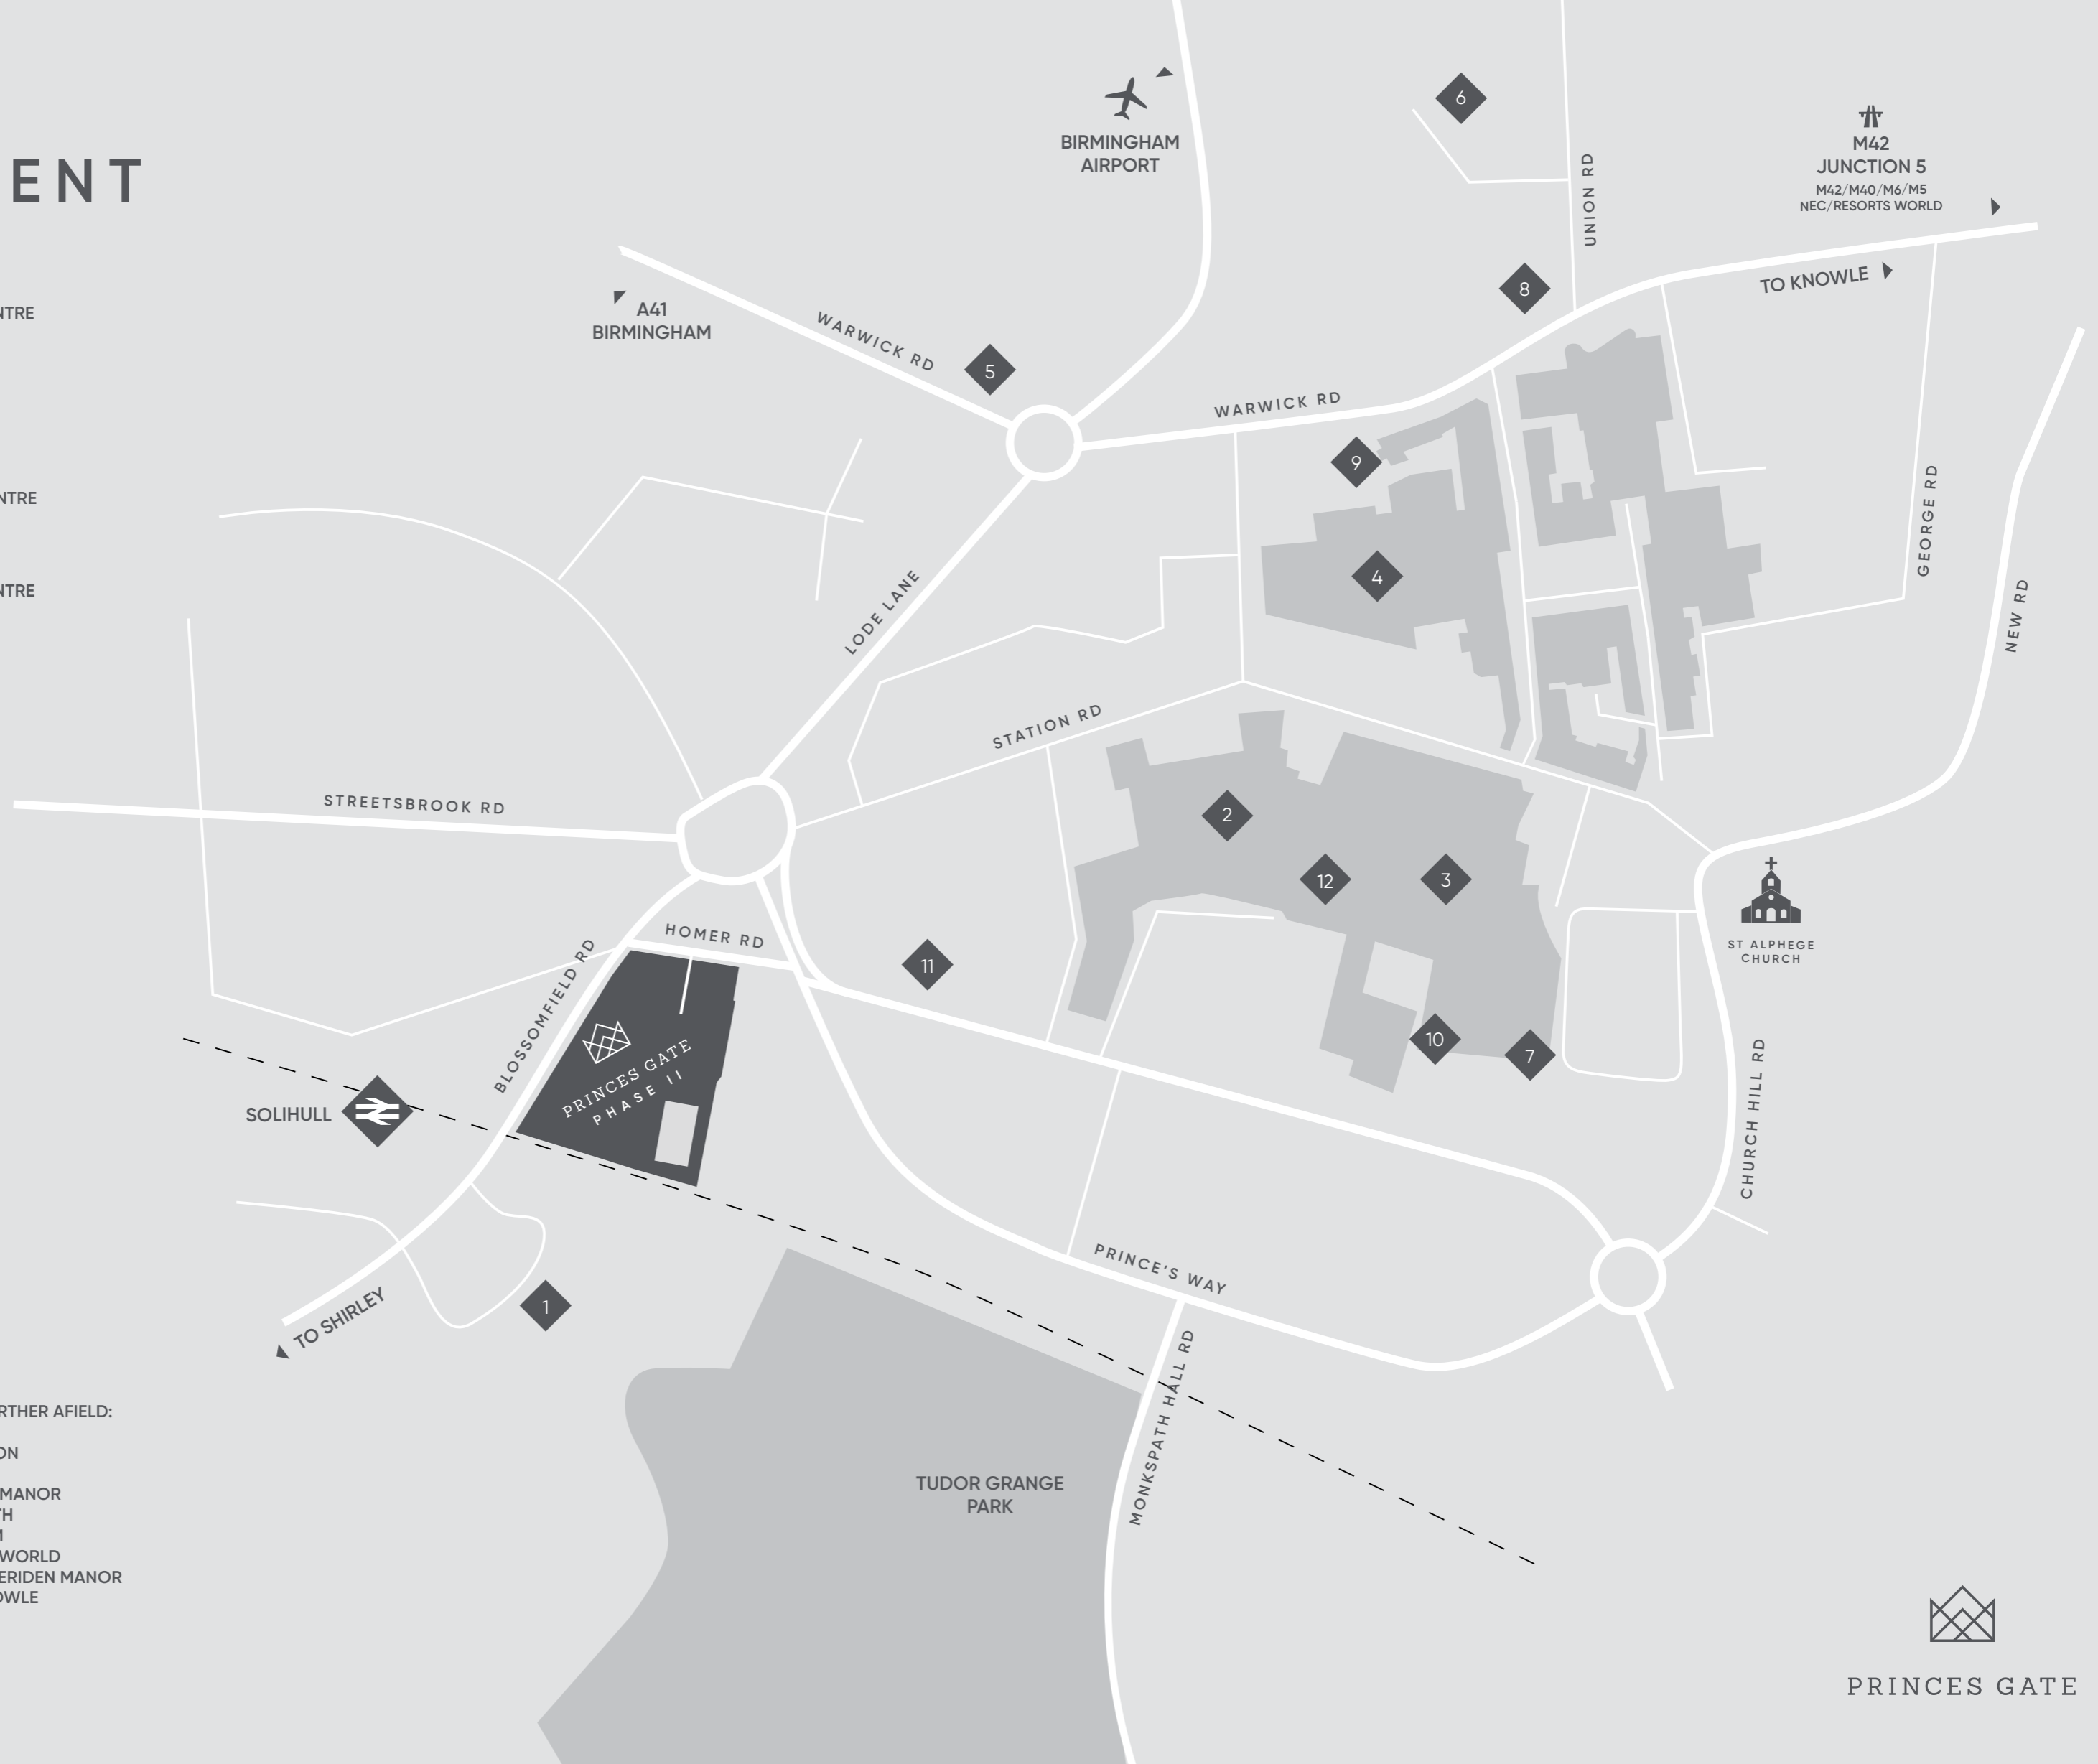 ENT
NTRE
NTRE
NTRE
RTHER AFIELD:
ON
MANOR
TH
M
WORLD
ERIDEN MANOR
OWLE
BIRMINGHAM
AIRPORT
6
UNION RD
M42
JUNCTION 5
M42/M40/M6/M5
NEC/RESORTS WORLD
TO KNOWLE
8
A41
BIRMINGHAM
WARWICK RD
5
WARWICK RD
9
4
GEORGE RD
NEW RD
LODE LANE
STATION RD
STREETSBROOK RD
2
12
3
HOMER RD
11
ST ALPHEGE
CHURCH
BLOSSOMFIELD RD
PRINCES GATE
PHASE II
10
7
SOLIHULL
CHURCH HILL RD
1
TO SHIRLEY
PRINCE'S WAY
MONKSPATH HALL RD
TUDOR GRANGE
PARK
PRINCES GATE